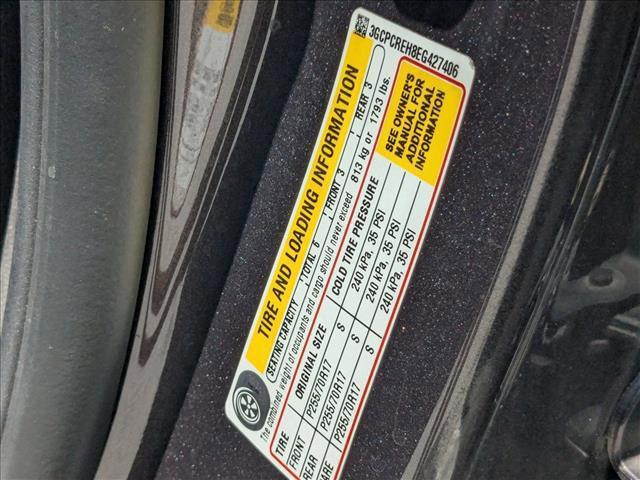 3GCPCREH8EG427406
TIRE AND LOADING INFORMATION
SEATING CAPACITY TOTAL 6 FRONT 3 REAR 3
The combined weight of occupants and cargo should never exceed 813 kg or 1793 lbs.
TIRE ORIGINAL SIZE COLD TIRE PRESSURE
FRONT P255/70R17 S 240 kPa, 35 PSI
REAR P255/70R17 S 240 kPa, 35 PSI
P255/70R17 S 240 kPa, 35 PSI
SEE OWNER'S
MANUAL FOR
ADDITIONAL
INFORMATION